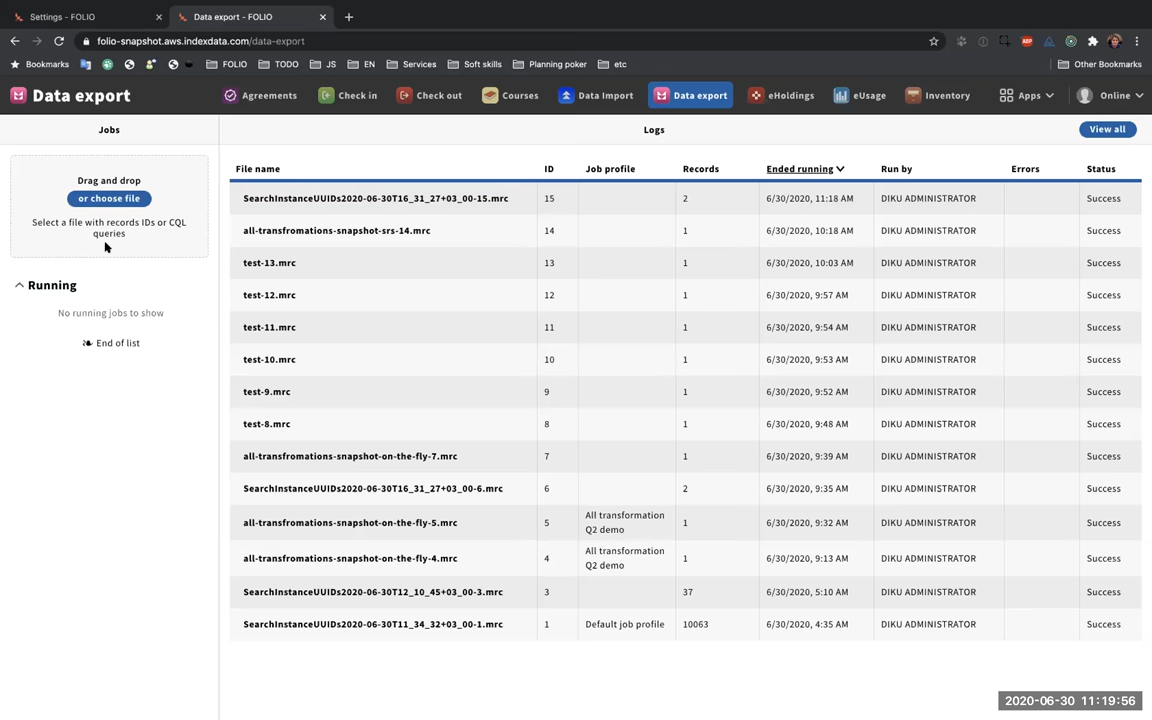 Settings - FOLIO
Data export - FOLIO
folio-snapshot.aws.indexdata.com/data-export
Bookmarks FOLIO TODO JS EN Services Soft skills Planning poker etc Other Bookmarks
Data export Agreements Check in Check out Courses Data Import Data export eHoldings eUsage Inventory Apps Online
Jobs
Logs
View all
Drag and drop
or choose file
Select a file with records IDs or CQL
queries
Running
No running jobs to show
End of list
File name ID Job profile Records Ended running Run by Errors Status
SearchInstanceUUIDs2020-06-30T16_31_27+03_00-15.mrc 15 2 6/30/2020, 11:18 AM DIKU ADMINISTRATOR Success
all-transfromations-snapshot-srs-14.mrc 14 1 6/30/2020, 10:18 AM DIKU ADMINISTRATOR Success
test-13.mrc 13 1 6/30/2020, 10:03 AM DIKU ADMINISTRATOR Success
test-12.mrc 12 1 6/30/2020, 9:57 AM DIKU ADMINISTRATOR Success
test-11.mrc 11 1 6/30/2020, 9:54 AM DIKU ADMINISTRATOR Success
test-10.mrc 10 1 6/30/2020, 9:53 AM DIKU ADMINISTRATOR Success
test-9.mrc 9 1 6/30/2020, 9:52 AM DIKU ADMINISTRATOR Success
test-8.mrc 8 1 6/30/2020, 9:48 AM DIKU ADMINISTRATOR Success
all-transfromations-snapshot-on-the-fly-7.mrc 7 1 6/30/2020, 9:39 AM DIKU ADMINISTRATOR Success
SearchInstanceUUIDs2020-06-30T16_31_27+03_00-6.mrc 6 2 6/30/2020, 9:35 AM DIKU ADMINISTRATOR Success
all-transfromations-snapshot-on-the-fly-5.mrc 5 All transformation Q2 demo 1 6/30/2020, 9:32 AM DIKU ADMINISTRATOR Success
all-transfromations-snapshot-on-the-fly-4.mrc 4 All transformation Q2 demo 1 6/30/2020, 9:13 AM DIKU ADMINISTRATOR Success
SearchInstanceUUIDs2020-06-30T12_10_45+03_00-3.mrc 3 37 6/30/2020, 5:10 AM DIKU ADMINISTRATOR Success
SearchInstanceUUIDs2020-06-30T11_34_32+03_00-1.mrc 1 Default job profile 10063 6/30/2020, 4:35 AM DIKU ADMINISTRATOR Success
2020-06-30 11:19:56